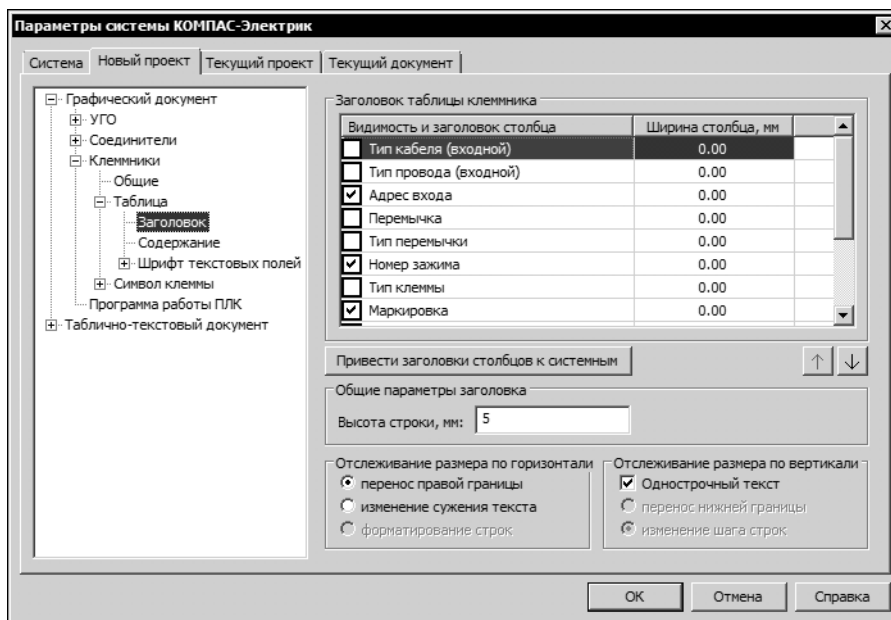 Параметры системы КОМПАС-Электрик
Система
Новый проект
Текущий проект
Текущий документ
Графический документ
УГО
Соединители
Клеммники
Общие
Таблица
Заголовок
Содержание
Шрифт текстовых полей
Символ клеммы
Программа работы ПЛК
Таблично-текстовый документ
Заголовок таблицы клеммника
Видимость и заголовок столбца Ширина столбца, мм
Тип кабеля (входной) 0.00
Тип провода (входной) 0.00
Адрес входа 0.00
Перемычка 0.00
Тип перемычки 0.00
Номер зажима 0.00
Тип клеммы 0.00
Маркировка 0.00
Привести заголовки столбцов к системным
Общие параметры заголовка
Высота строки, мм: 5
Отслеживание размера по горизонтали
перенос правой границы
изменение сужения текста
форматирование строк
Отслеживание размера по вертикали
Однострочный текст
перенос нижней границы
изменение шага строк
ОК
Отмена
Справка